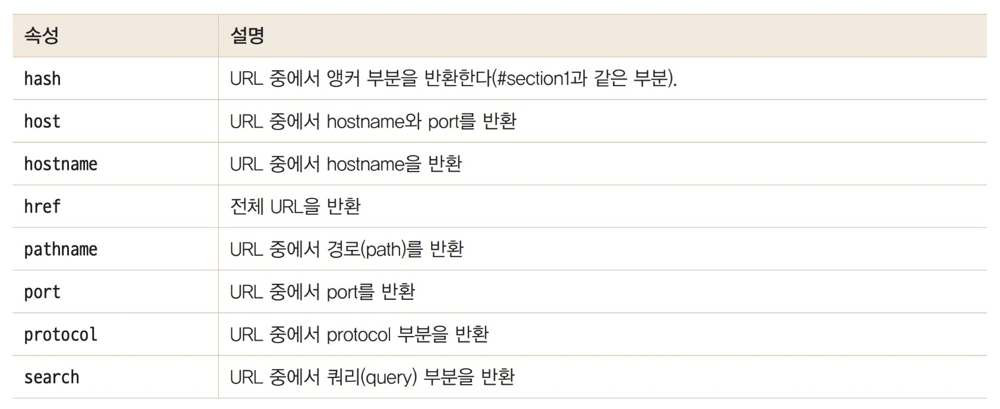 속성 설명
hash URL 중에서 앵커 부분을 반환한다(#section1과 같은 부분).
host URL 중에서 hostname와 port를 반환
hostname URL 중에서 hostname을 반환
href 전체 URL을 반환
pathname URL 중에서 경로(path)를 반환
port URL 중에서 port를 반환
protocol URL 중에서 protocol 부분을 반환
search URL 중에서 쿼리(query) 부분을 반환